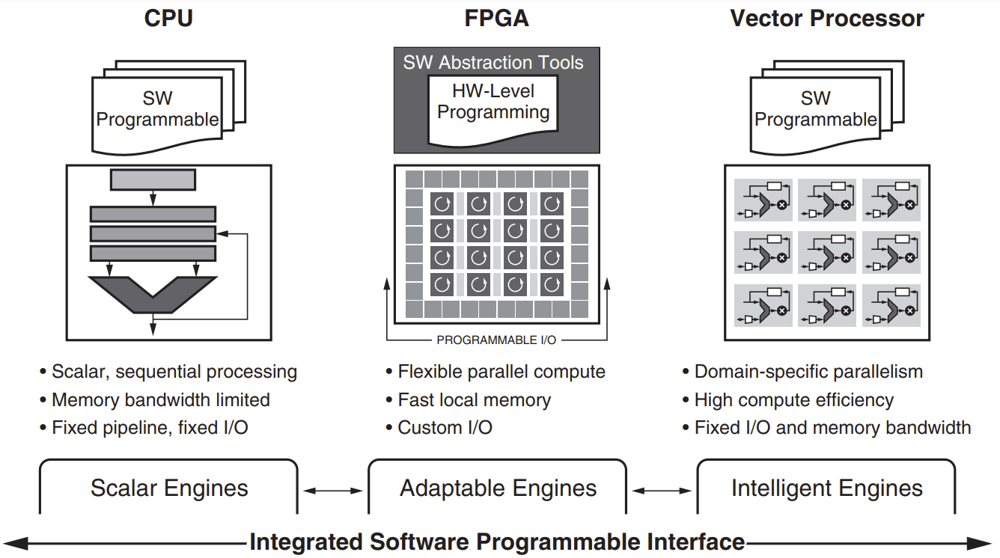 CPU
FPGA
Vector Processor
SW
Programmable
SW Abstraction Tools
HW-Level
Programming
SW
Programmable
PROGRAMMABLE I/O
• Scalar, sequential processing
• Memory bandwidth limited
• Fixed pipeline, fixed I/O
• Flexible parallel compute
• Fast local memory
• Custom I/O
• Domain-specific parallelism
• High compute efficiency
• Fixed I/O and memory bandwidth
Scalar Engines
Adaptable Engines
Intelligent Engines
Integrated Software Programmable Interface